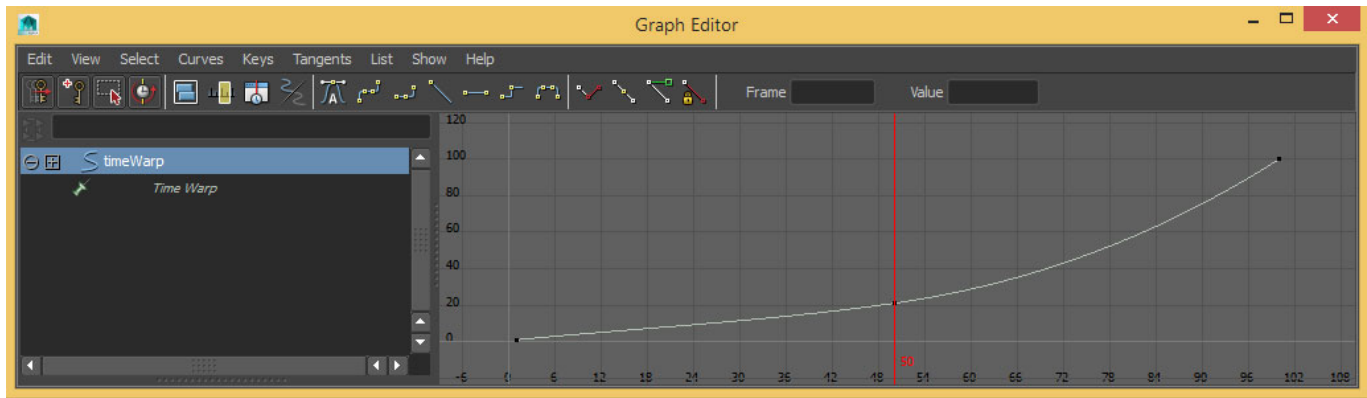 Graph Editor
Edit View Select Curves Keys Tangents List Show Help
Frame Value
timeWarp
Time Warp
120
100
80
60
40
20
0
50
-6 0 6 12 18 24 30 36 42 48 54 60 66 72 78 84 90 96 102 108